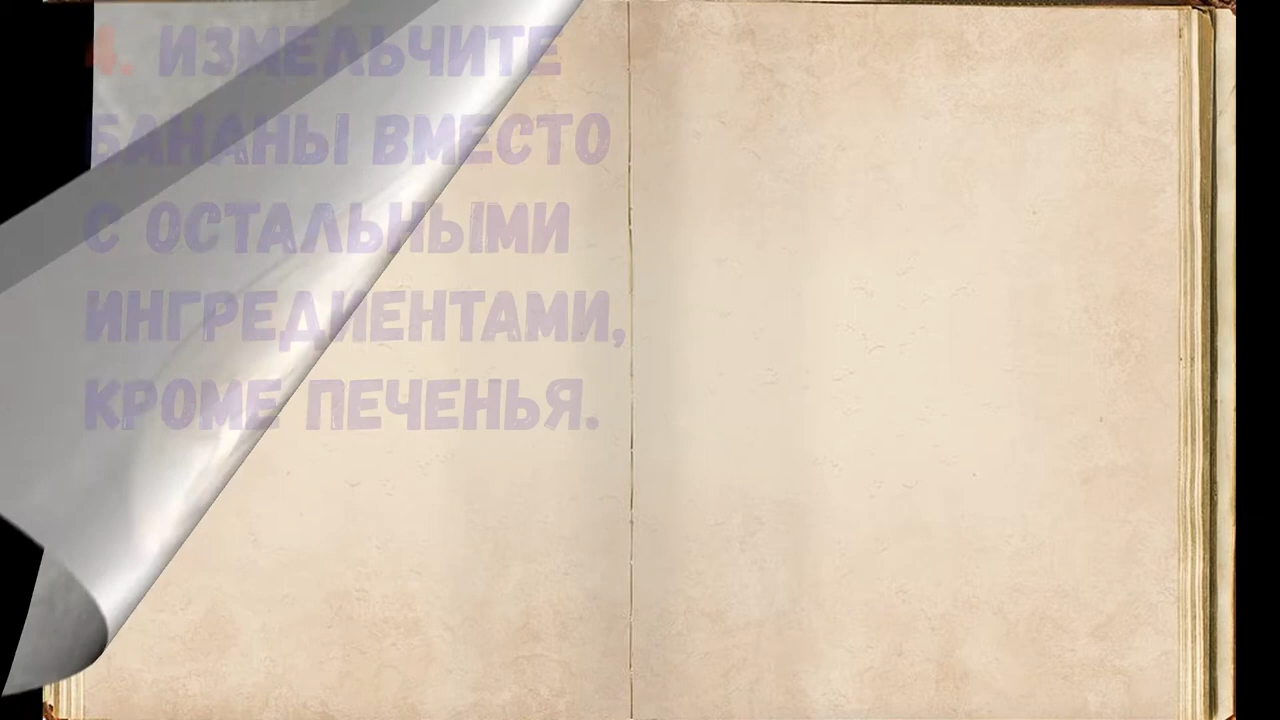 4. ИЗМЕЛЬЧИТЕ
БАНАНЫ ВМЕСТО
С ОСТАЛЬНЫМИ
ИНГРЕДИЕНТАМИ,
КРОМЕ ПЕЧЕНЬЯ.